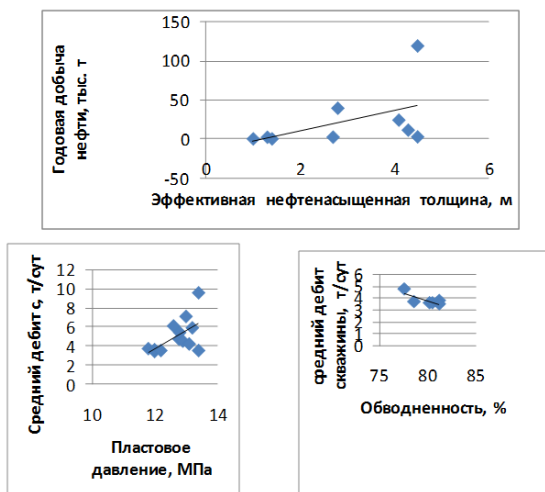 Годовая добыча
нефти, тыс. т
150
100
50
0
-50
0 2 4 6
Эффективная нефтенасыщенная толщина, м
Средний дебит с, т/сут
12
10
8
6
4
2
0
10 12 14
Пластовое
давление, МПа
средний дебит
скважины, т/сут
6
5
4
3
2
1
0
75 80 85
Обводненность, %